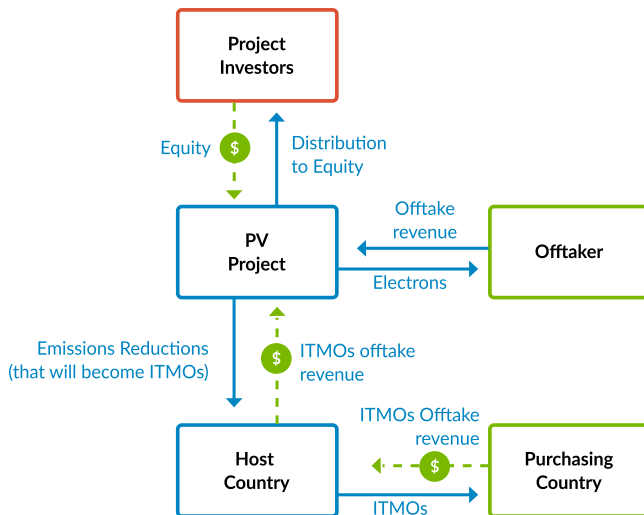 Project
Investors
Equity
$
Distribution
to Equity
PV
Project
Offtake
revenue
Electrons
Offtaker
Emissions Reductions
(that will become ITMOs)
$
ITMOs offtake
revenue
Host
Country
ITMOs Offtake
revenue
$
ITMOs
Purchasing
Country